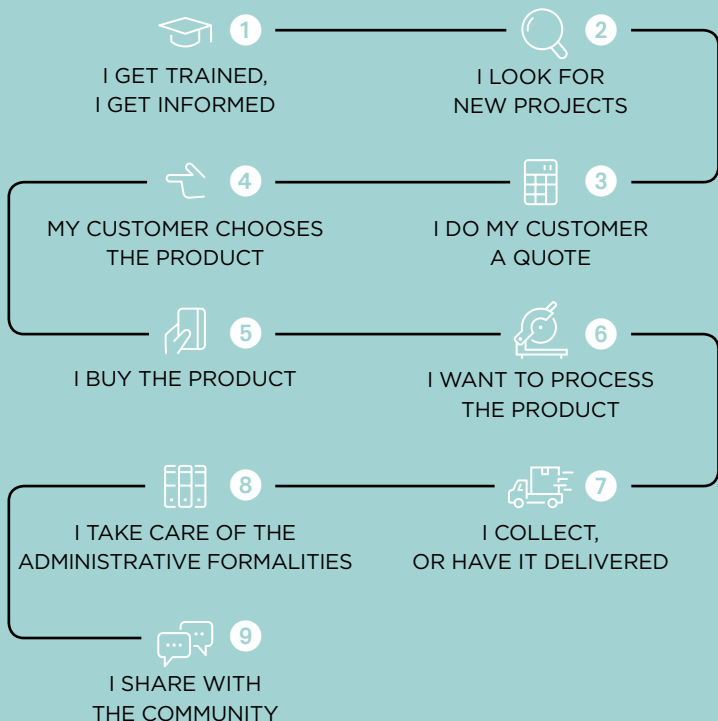 1
I GET TRAINED,
I GET INFORMED
2
I LOOK FOR
NEW PROJECTS
3
I DO MY CUSTOMER
A QUOTE
4
MY CUSTOMER CHOOSES
THE PRODUCT
5
I BUY THE PRODUCT
6
I WANT TO PROCESS
THE PRODUCT
7
I COLLECT,
OR HAVE IT DELIVERED
8
I TAKE CARE OF THE
ADMINISTRATIVE FORMALITIES
9
I SHARE WITH
THE COMMUNITY